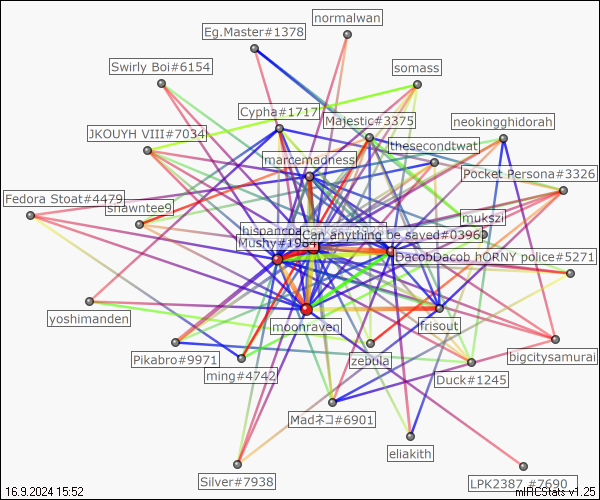 normalwan
Eg.Master#1378
Swirly Boi#6154
somass
Cypha#1717
Majestic#3375
neokingghidorah
JKOUYH VIII#7034
thesecondtwat
marcemadness
Pocket Persona#3326
Fedora Stoat#4479
shawntee9
mukszi
Can anything be saved#0396
Mushy#1984
DacobDacob hORNY police#5271
yoshimanden
moonraven
frisout
Pikabro#9971
zebula
bigcitysamurai
ming#4742
Duck#1245
Madネコ#6901
eliakith
Silver#7938
LPK2387_#7690
16.9.2024 15:52
mIRCStats v1.25